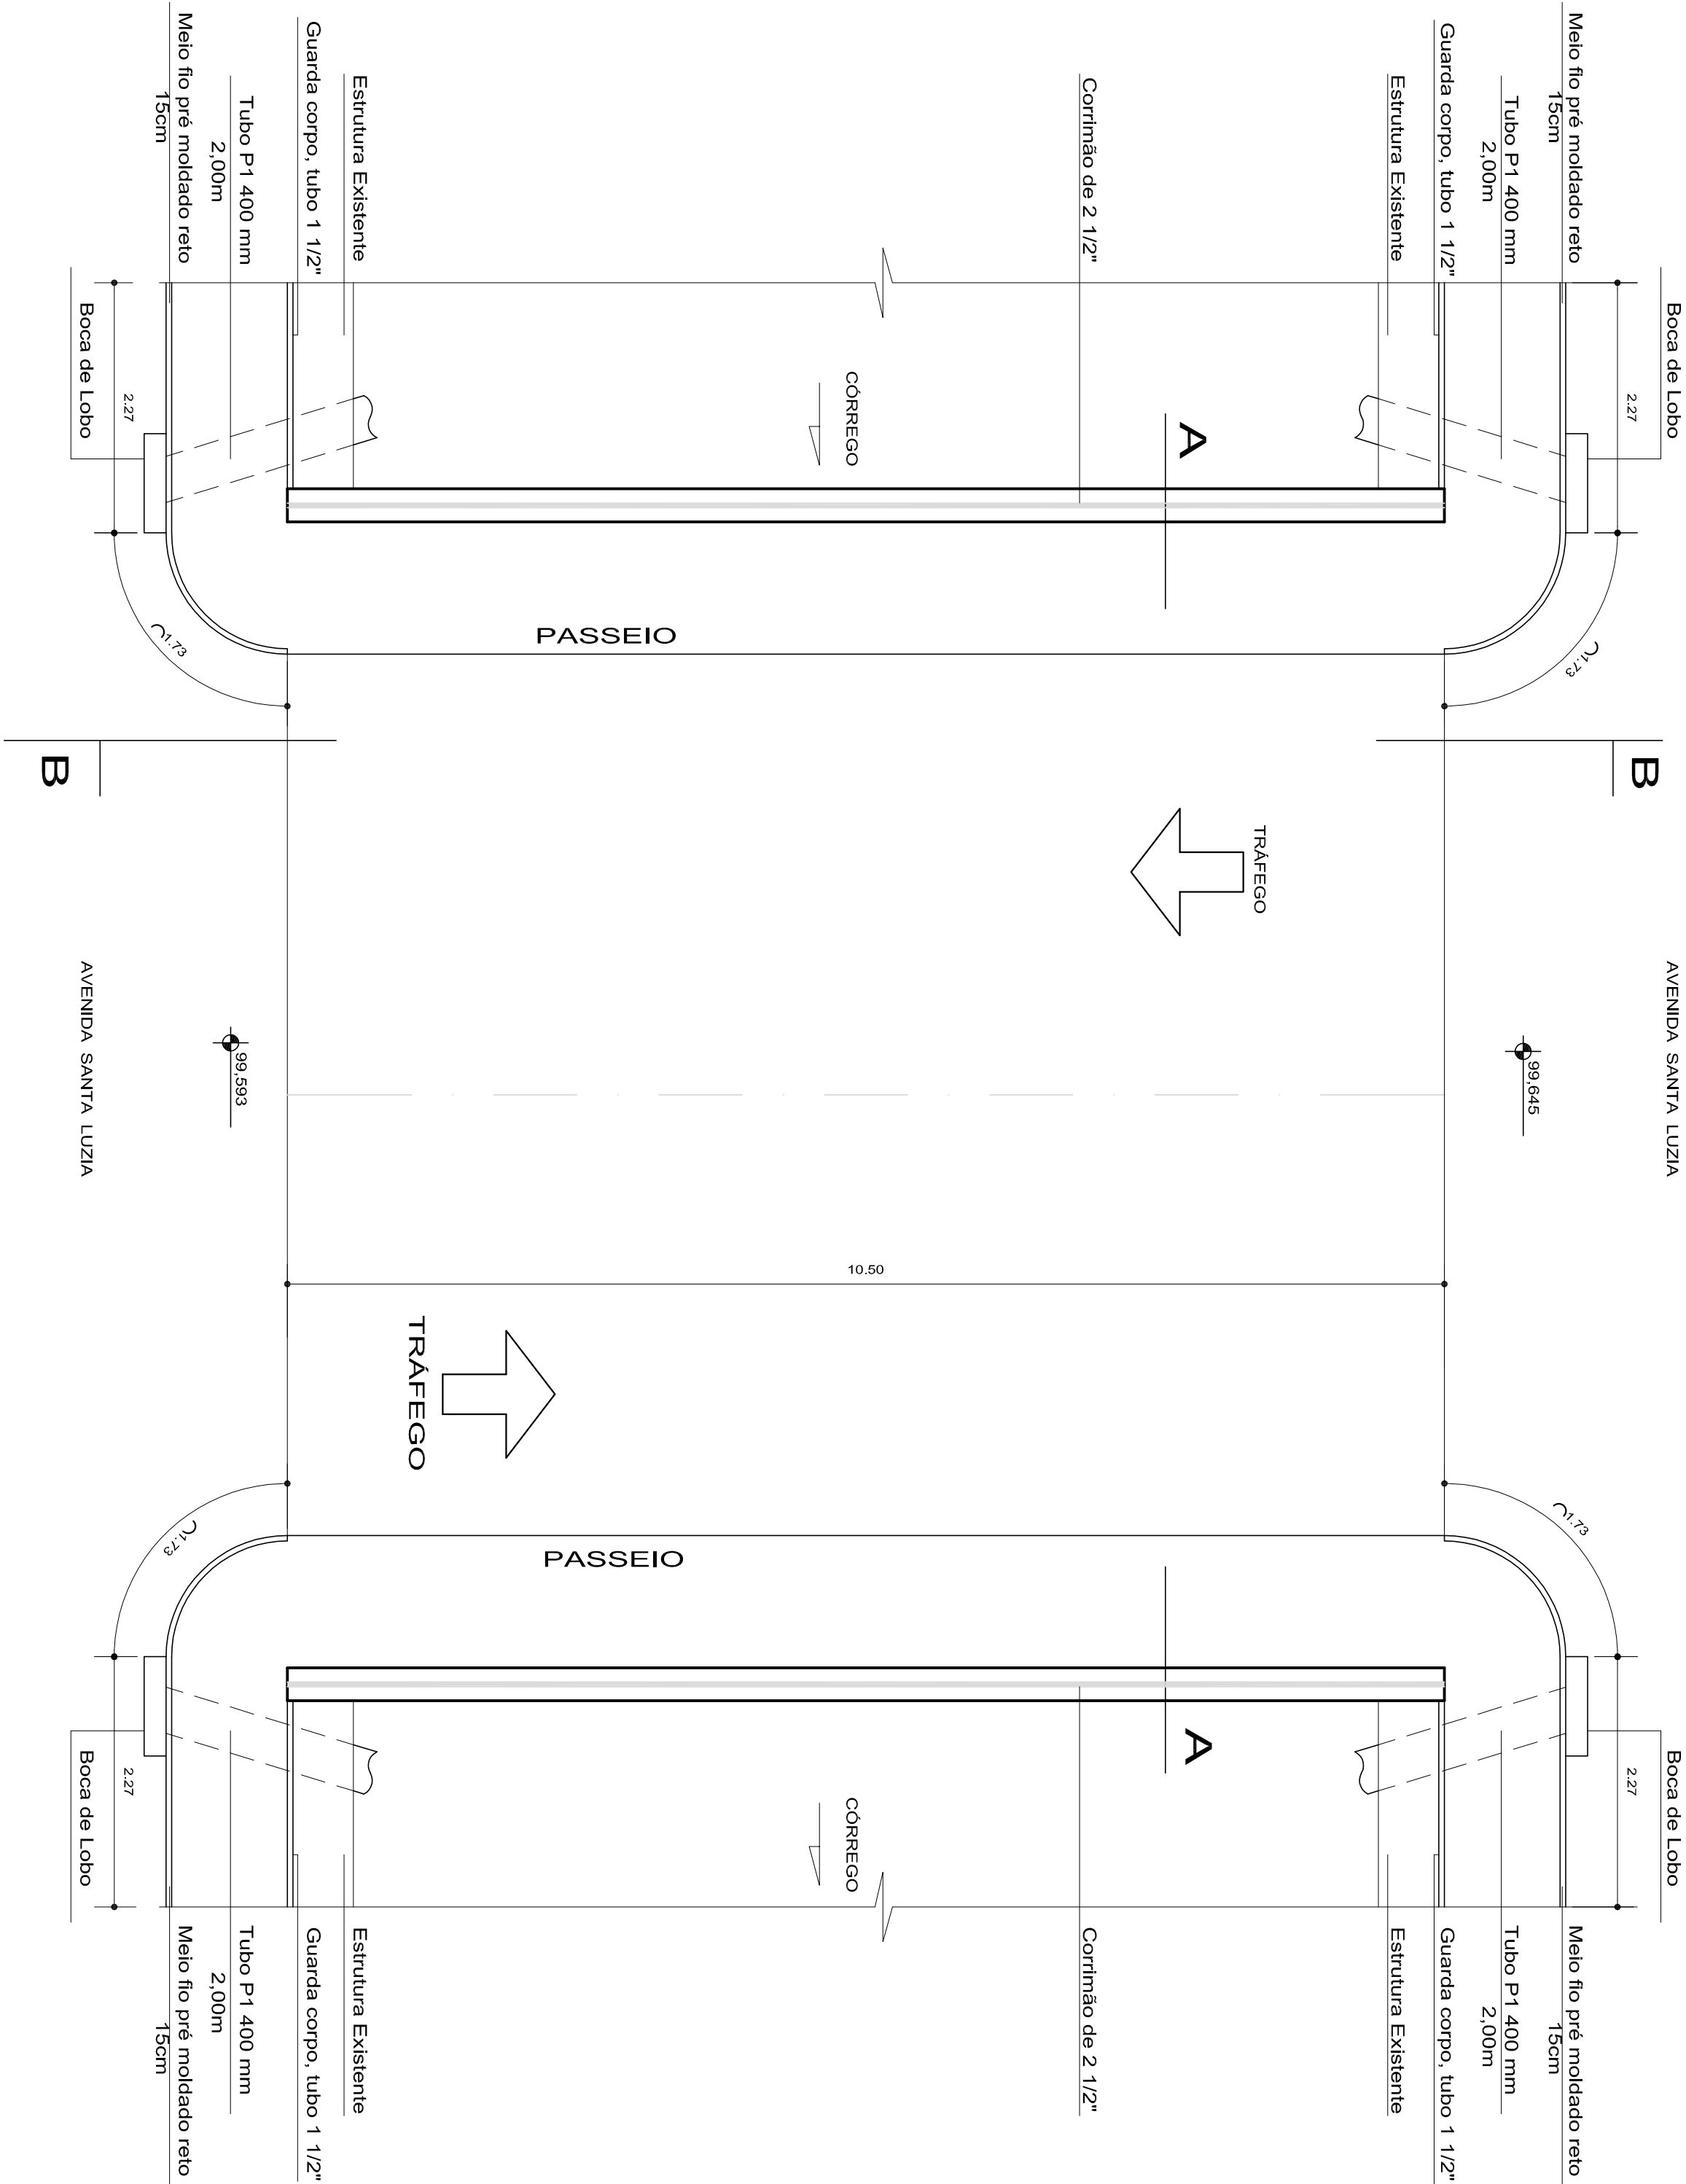 Meio fio pré moldado reto
15cm
Tubo P1 400 mm
2,00m
Guarda corpo, tubo 1 1/2"
Estrutura Existente
Corrimão de 2 1/2"
Estrutura Existente
Guarda corpo, tubo 1 1/2"
Tubo P1 400 mm
2,00m
Meio fio pré moldado reto
15cm
Boca de Lobo
2.27
CÓRREGO
A
2.27
Boca de Lobo
1.73
PASSEIO
1.73
B
B
TRÁFEGO
AVENIDA SANTA LUZIA
99,593
99,645
AVENIDA SANTA LUZIA
10.50
TRÁFEGO
1.73
PASSEIO
1.73
A
Boca de Lobo
2.27
CÓRREGO
2.27
Boca de Lobo
Meio fio pré moldado reto
15cm
Tubo P1 400 mm
2,00m
Guarda corpo, tubo 1 1/2"
Estrutura Existente
Corrimão de 2 1/2"
Estrutura Existente
Guarda corpo, tubo 1 1/2"
Tubo P1 400 mm
2,00m
Meio fio pré moldado reto
15cm